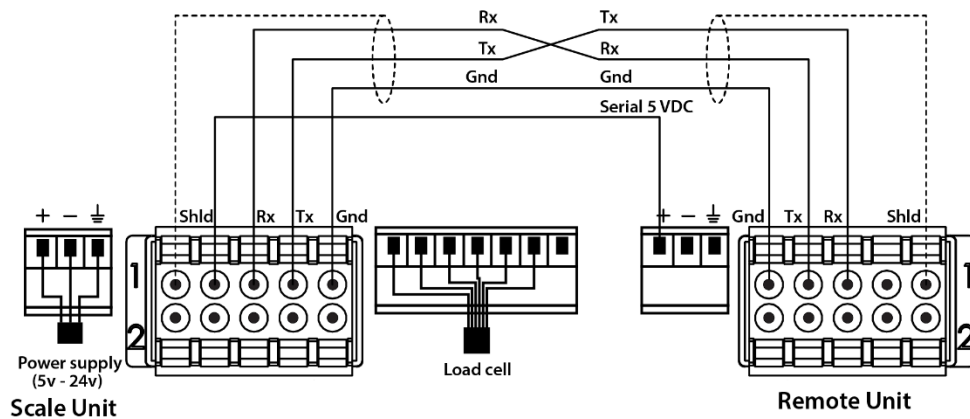 Rx Tx
Tx Rx
Gnd Gnd
Serial 5 VDC
+ − ⏚ Shld Rx Tx Gnd + − ⏚ Gnd Tx Rx Shld
1 1
2 2
Power supply
(5v - 24v)
Load cell
Scale Unit
Remote Unit